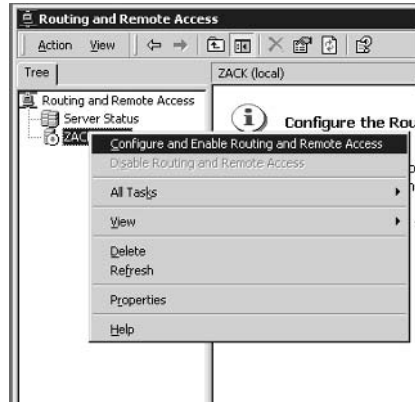 Routing and Remote Access
Action View
Tree
ZACK (local)
Routing and Remote Access
Server Status
ZAC
Configure the Rou
Configure and Enable Routing and Remote Access
Disable Routing and Remote Access
All Tasks
View
Delete
Refresh
Properties
Help